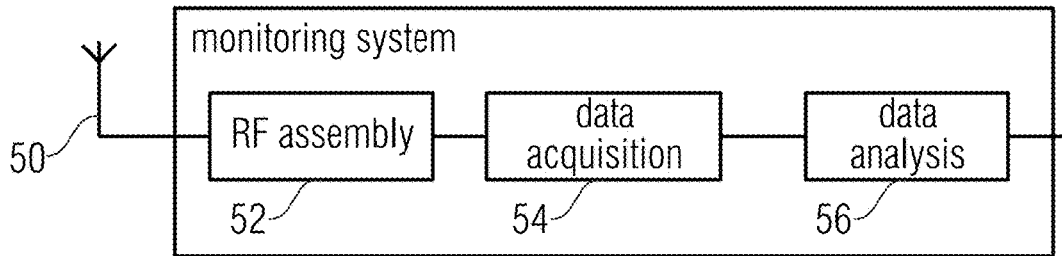 monitoring system
RF assembly
data
acquisition
data
analysis
50
52
54
56